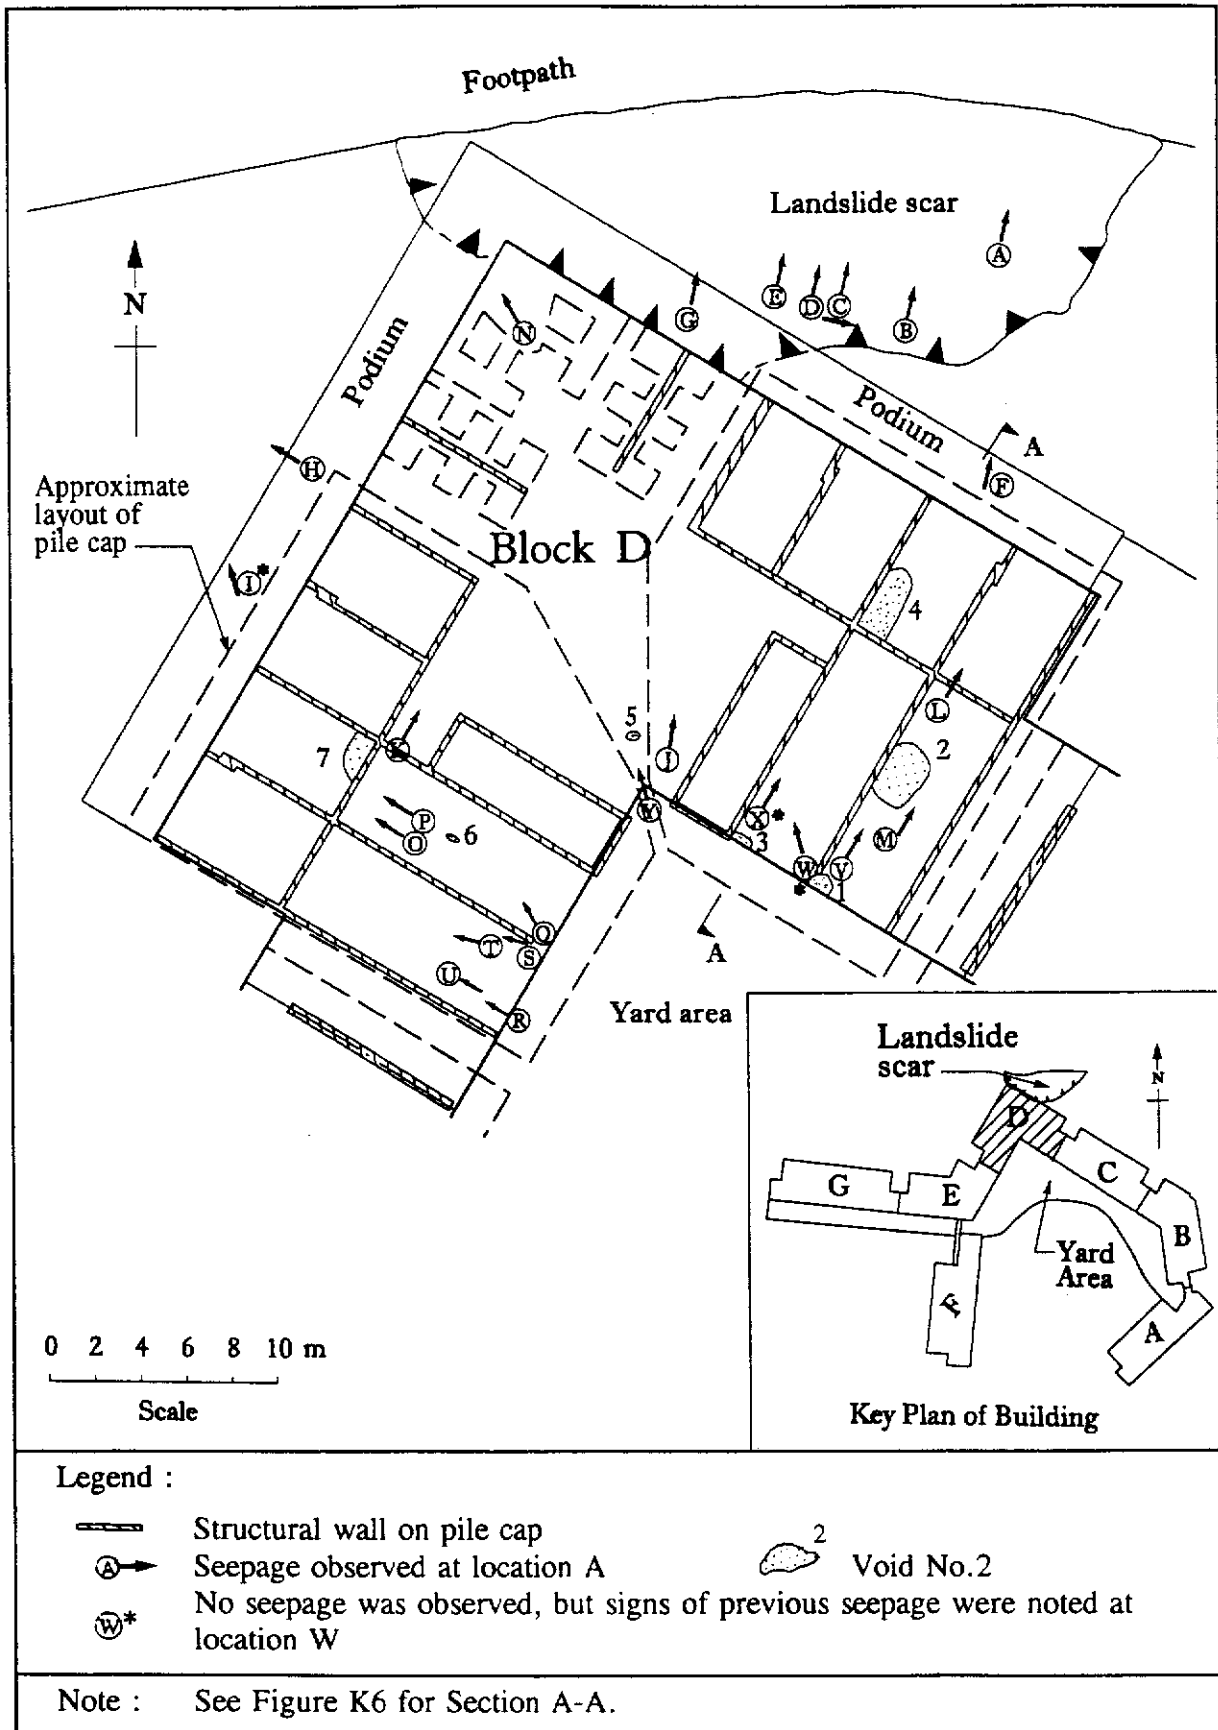 Footpath
Landslide scar
A
E
D
C
B
G
N
N
Podium
Podium
A
F
H
Approximate
layout of
pile cap
I*
Block D
4
L
5
J
2
7
K
Y
X*
3
M
P
O
6
W
*
V
1
Q
T
S
A
U
R
Yard area
Landslide
scar
N
D
C
G
E
B
Yard
Area
F
A
0 2 4 6 8 10 m
Scale
Key Plan of Building
Legend :
Structural wall on pile cap
A Seepage observed at location A
2
Void No.2
W* No seepage was observed, but signs of previous seepage were noted at
location W
Note : See Figure K6 for Section A-A.